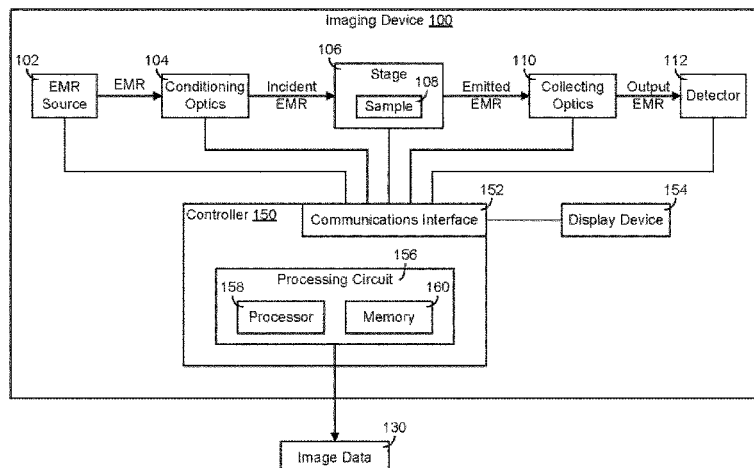 Imaging Device 100
102
104
106
110
112
EMR Source
EMR
Conditioning Optics
Incident EMR
Stage
108
Sample
Emitted EMR
Collecting Optics
Output EMR
Detector
152
154
Controller 150
Communications Interface
Display Device
156
Processing Circuit
158
160
Processor
Memory
130
Image Data